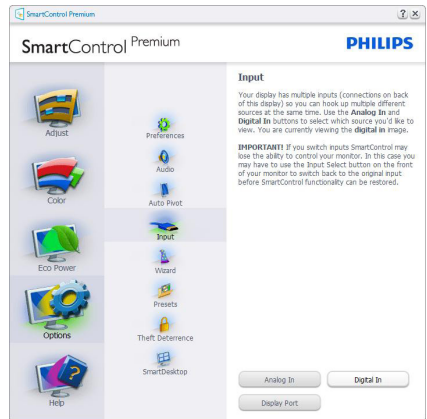 SmartControl Premium
? ×
SmartControl Premium
PHILIPS
Adjust
Color
Eco Power
Options
Help
Preferences
Audio
Auto Pivot
Input
Wizard
Presets
Theft Deterrence
SmartDesktop
Input
Your display has multiple inputs (connections on back
of this display) so you can hook up multiple different
sources at the same time. Use the Analog In and
Digital In buttons to select which source you'd like to
view. You are currently viewing the digital in image.
IMPORTANT! If you switch inputs SmartControl may
lose the ability to control your monitor. In this case you
may have to use the Input Select button on the front
of your monitor to switch back to the original input
before SmartControl functionality can be restored.
Analog In
Digital In
Display Port